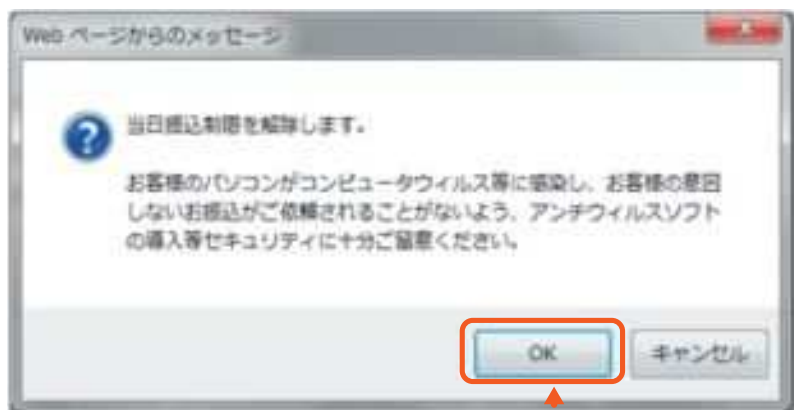 Web ページからのメッセージ
当日振込制限を解除します。
お客様のパソコンがコンピュータウィルス等に感染し、お客様の意図
しないお振込がご依頼されることがないよう、アンチウィルスソフト
の導入等セキュリティに十分ご留意ください。
OK
キャンセル